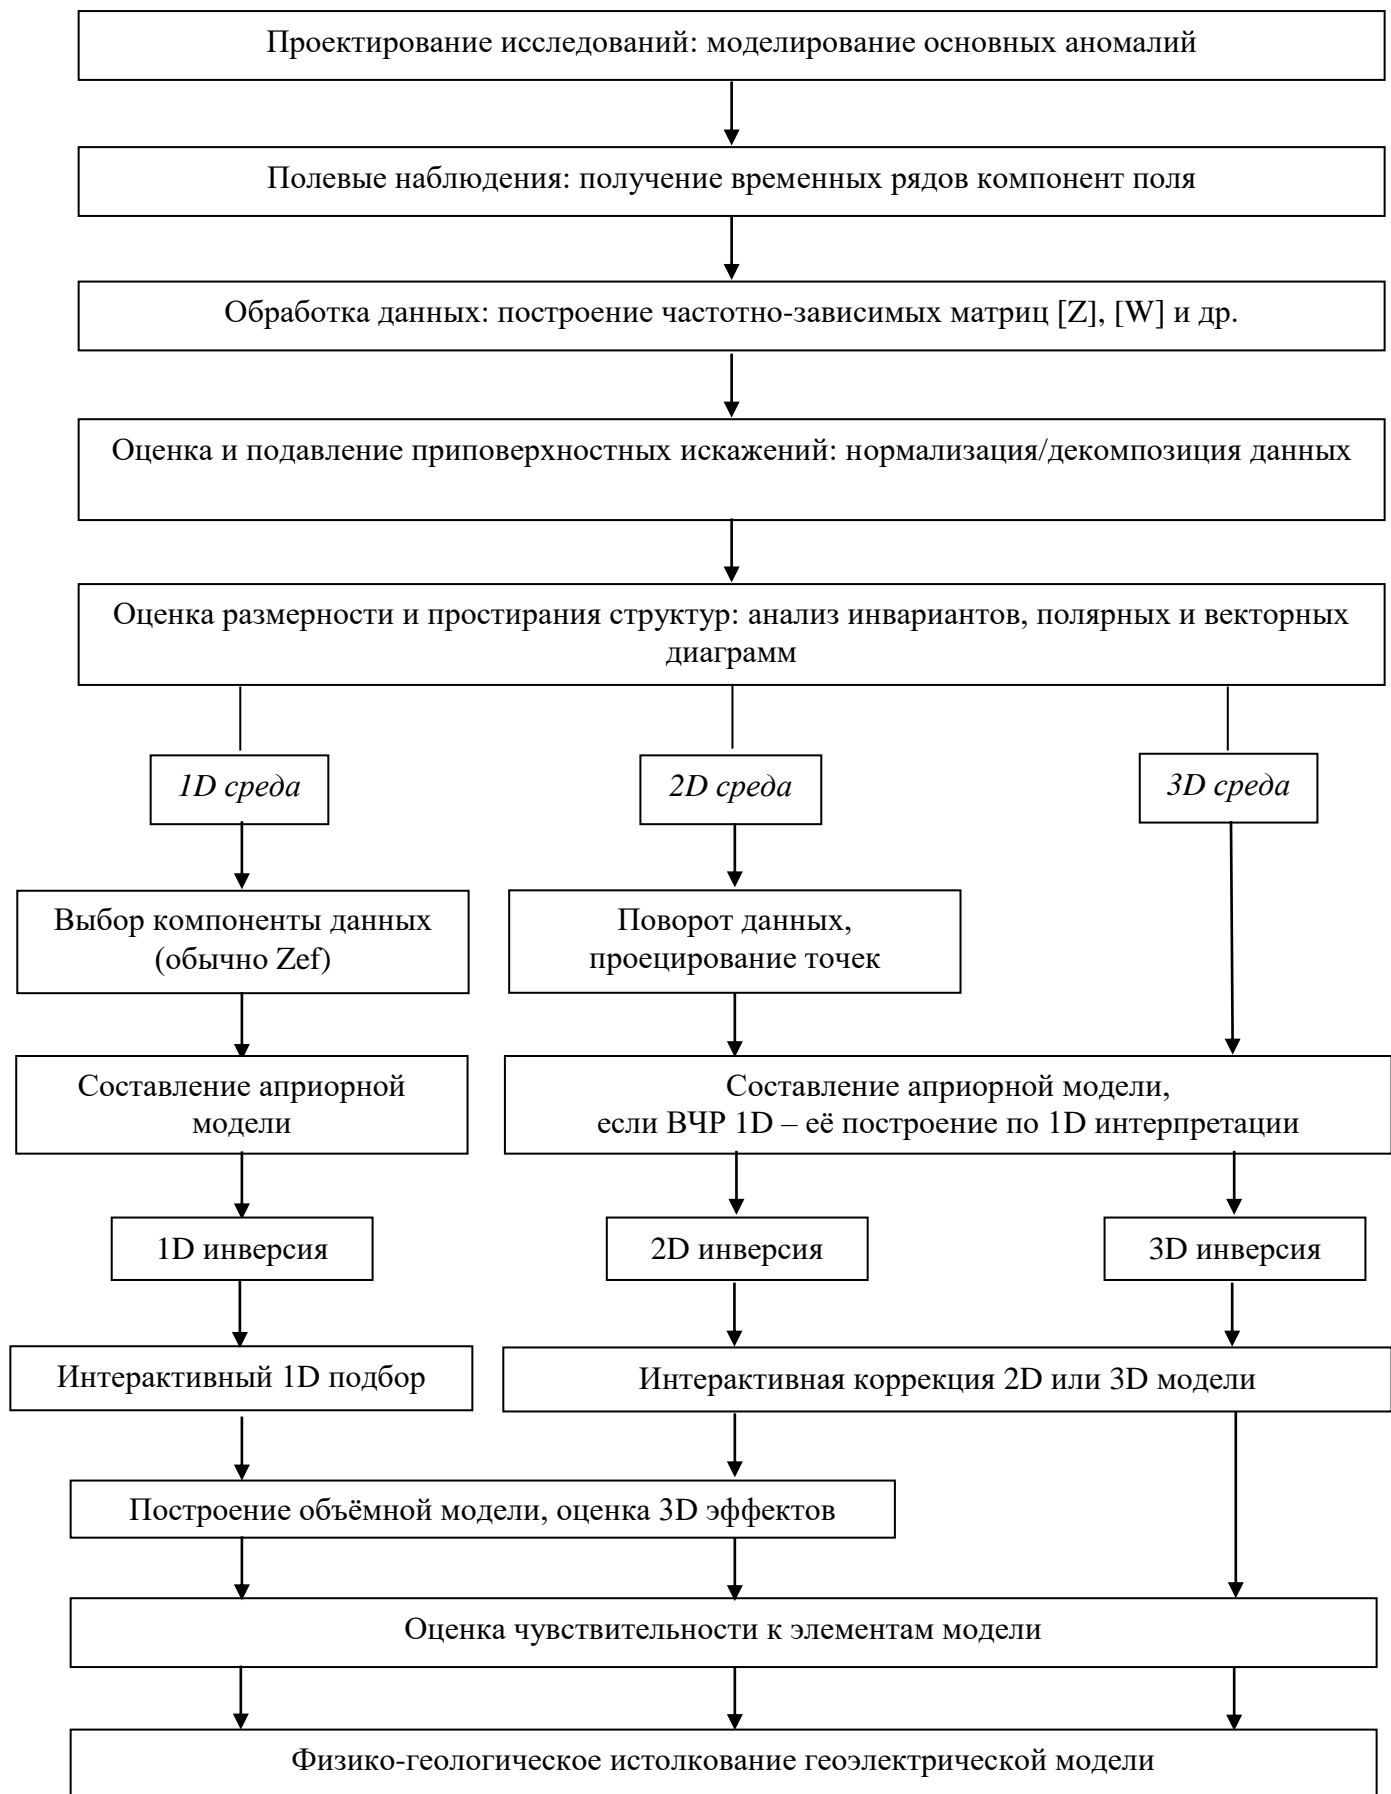 Проектирование исследований: моделирование основных аномалий
Полевые наблюдения: получение временных рядов компонент поля
Обработка данных: построение частотно-зависимых матриц [Z], [W] и др.
Оценка и подавление приповерхностных искажений: нормализация/декомпозиция данных
Оценка размерности и простирания структур: анализ инвариантов, полярных и векторных
диаграмм
1D среда
2D среда
3D среда
Выбор компоненты данных
(обычно Zef)
Поворот данных,
проецирование точек
Составление априорной
модели
Составление априорной модели,
если ВЧР 1D – её построение по 1D интерпретации
1D инверсия
2D инверсия
3D инверсия
Интерактивный 1D подбор
Интерактивная коррекция 2D или 3D модели
Построение объёмной модели, оценка 3D эффектов
Оценка чувствительности к элементам модели
Физико-геологическое истолкование геоэлектрической модели